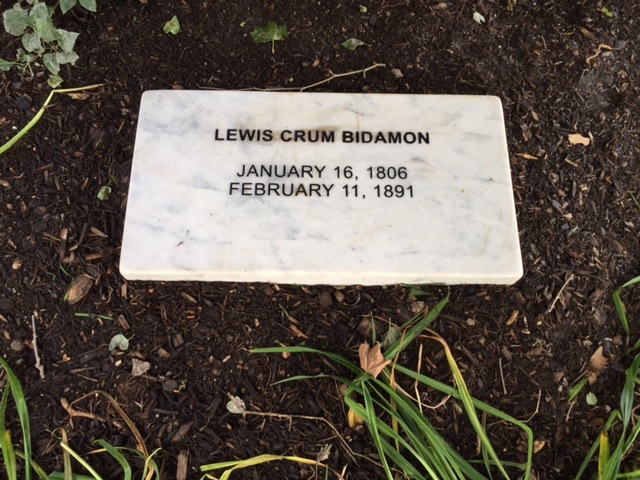 LEWIS CRUM BIDAMON
JANUARY 16, 1806
FEBRUARY 11, 1891